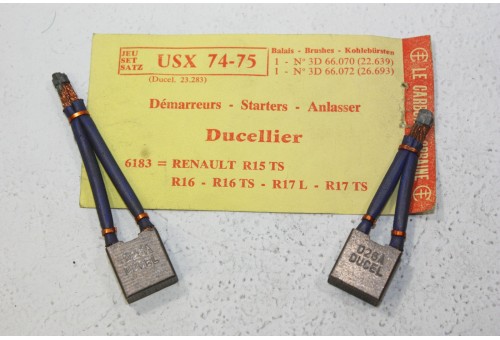 JEU
SET
SATZ
USX 74-75
(Ducel. 23.283)
Balais - Brushes - Kohlebürsten
1 - N° 3D 66.070 (22.639)
1 - N° 3D 66.072 (26.693)
Démarreurs - Starters - Anlasser
Ducellier
6183 = RENAULT R15 TS
R16 - R16 TS - R17 L - R17 TS
LE CARBONE
DUCEL
D28A
DUCEL